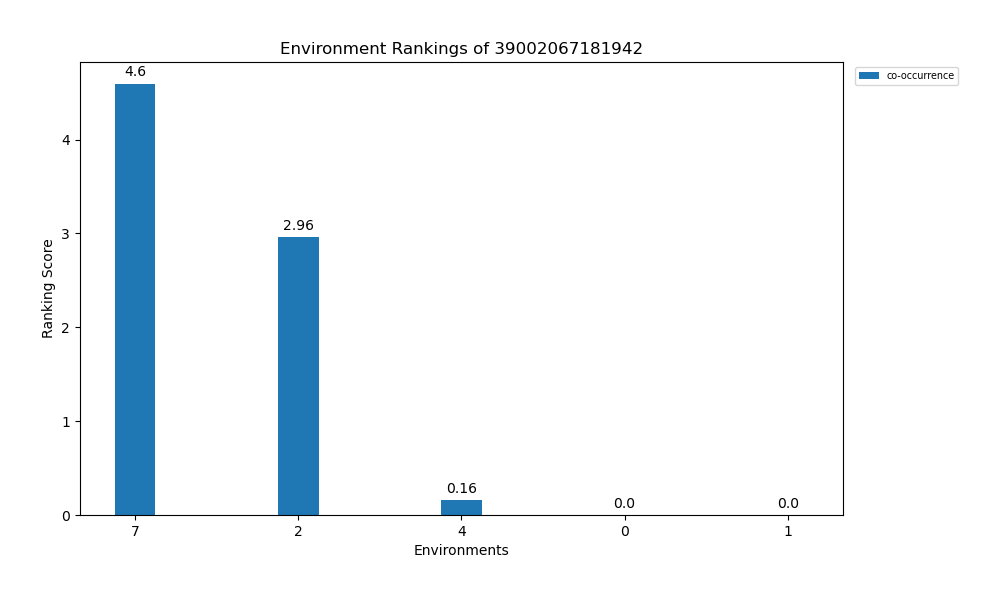 Environment Rankings of 39002067181942
4.6
co-occurrence
4
3
2
1
0
Ranking Score
2.96
0.16
0.0
0.0
7 2 4 0 1
Environments